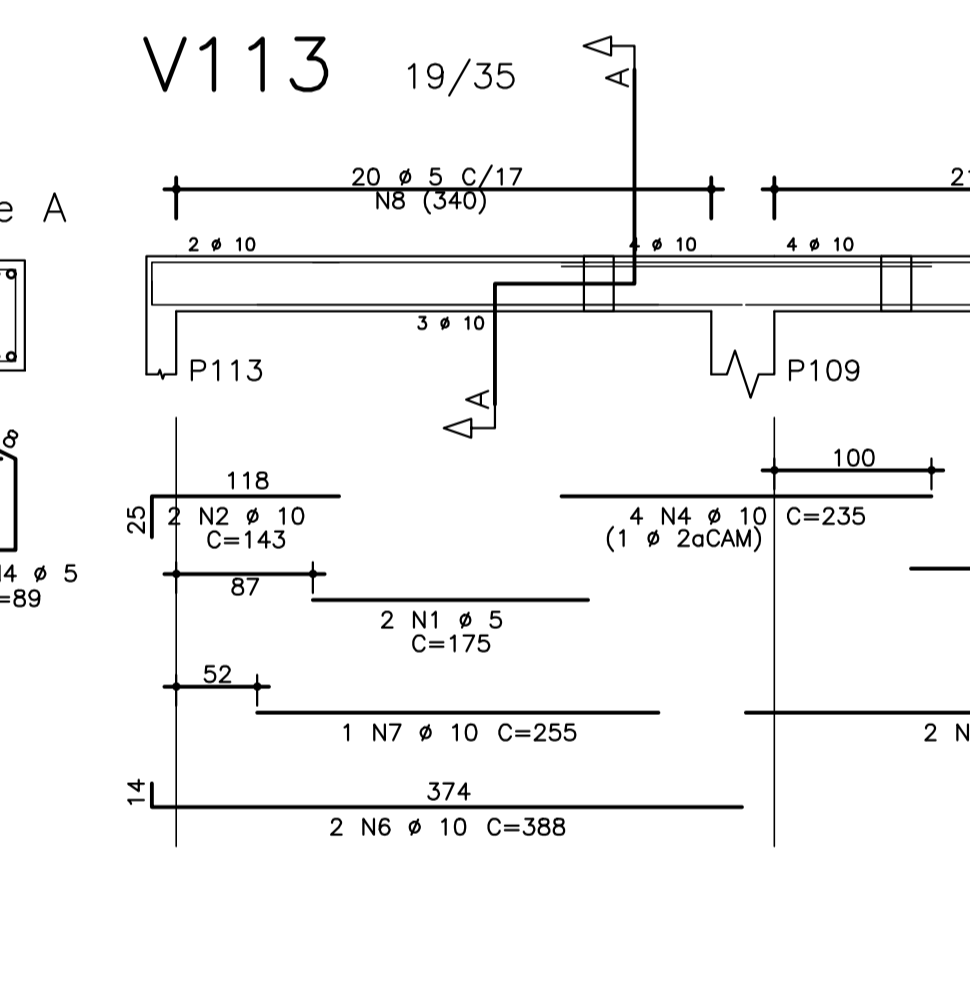 V113 19/35
20 ø 5 C/17
N8 (340)
A
A
2 ø 10
4 ø 10
4 ø 10
3 ø 10
P113
P109
A
8
118
25
2 N2 ø 10
C=143
100
4 N4 ø 10 C=235
(1 ø 2aCAM)
4 ø 5
=89
87
2 N1 ø 5
C=175
52
1 N7 ø 10 C=255
2 N
14
374
2 N6 ø 10 C=388